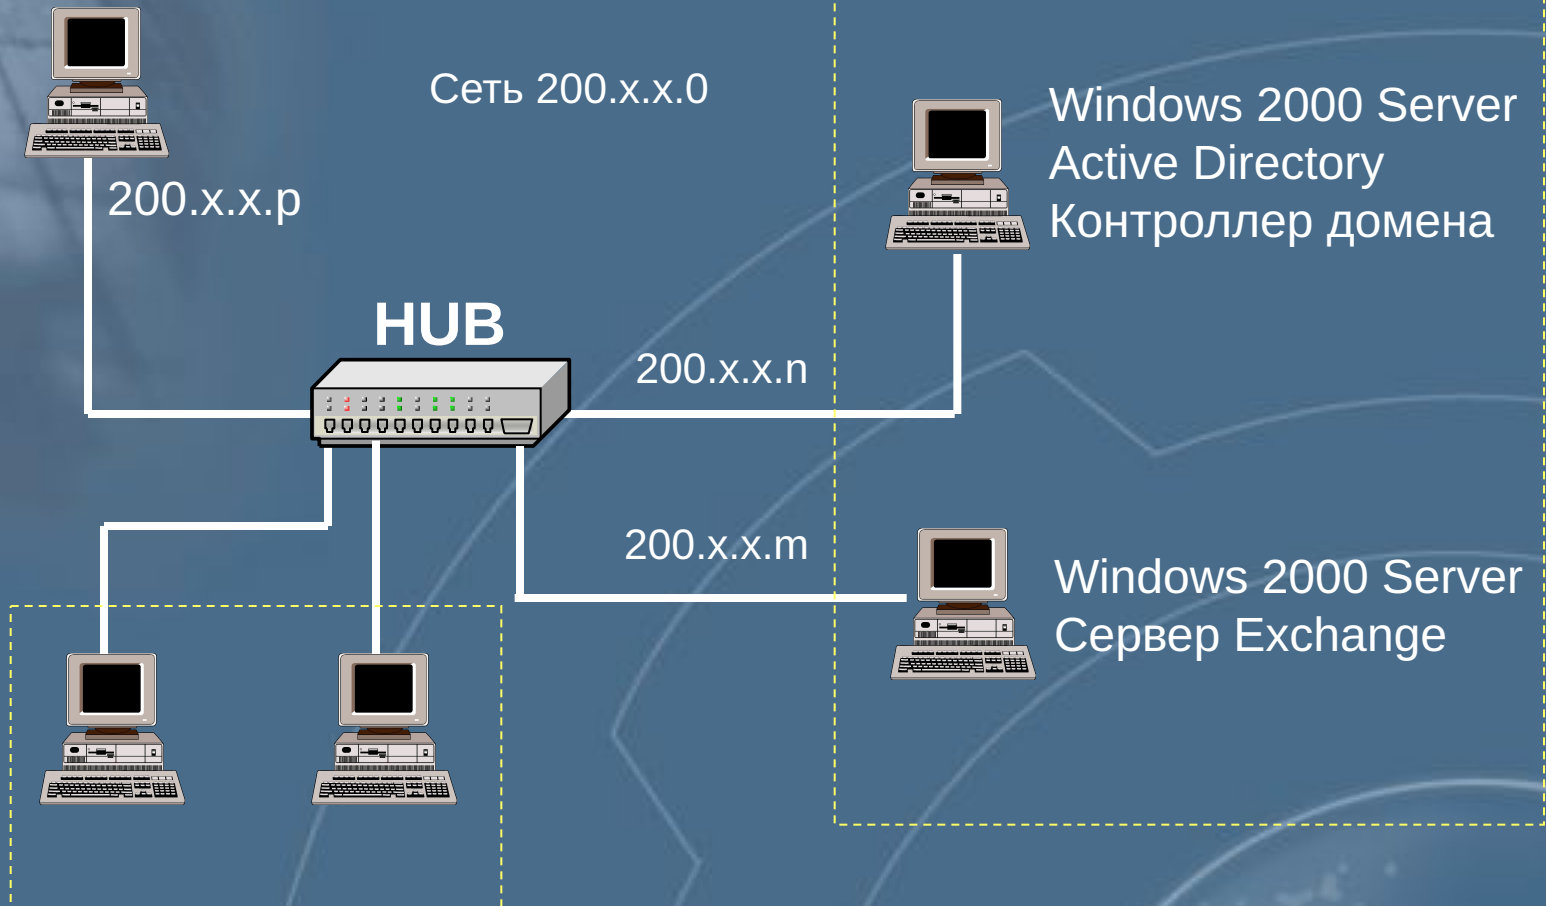 Сеть 200.x.x.0
Windows 2000 Server
Active Directory
Контроллер домена
200.x.x.p
HUB
200.x.x.n
200.x.x.m
Windows 2000 Server
Сервер Exchange